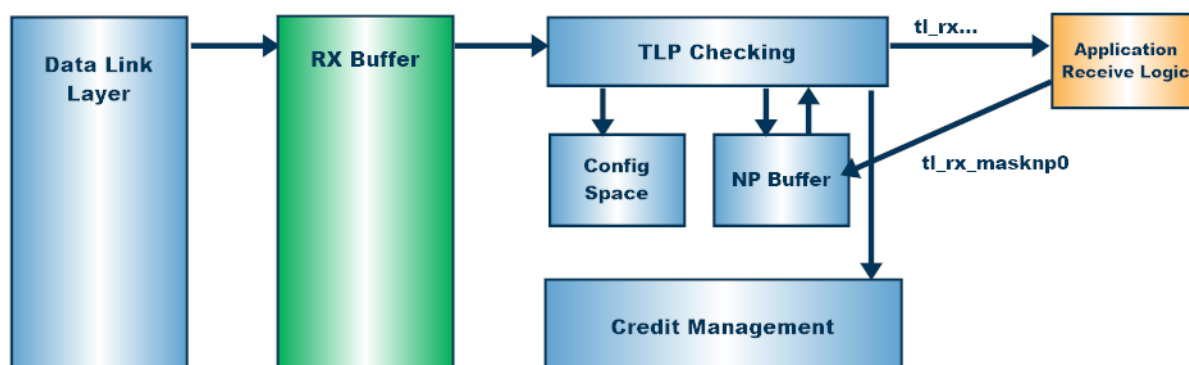 Data Link
Layer
RX Buffer
TLP Checking
tl_rx...
Application
Receive Logic
Config
Space
NP Buffer
tl_rx_masknp0
Credit Management